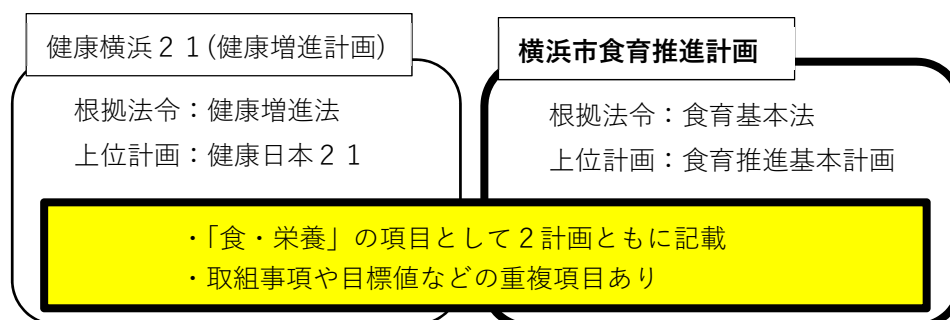 健康横浜２１(健康増進計画)
根拠法令：健康増進法
上位計画：健康日本２１
横浜市食育推進計画
根拠法令：食育基本法
上位計画：食育推進基本計画
・「食・栄養」の項目として２計画ともに記載
・取組事項や目標値などの重複項目あり